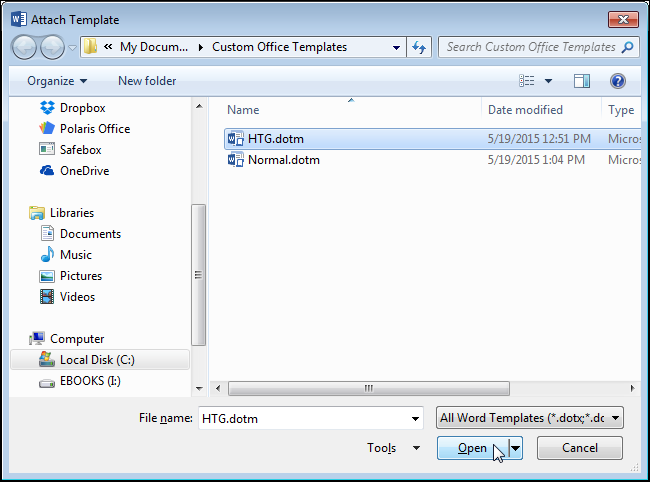 Attach Template
« My Docum... ▸ Custom Office Templates
Search Custom Office Templates
Organize
New folder
Name
Date modified
Type
Dropbox
Polaris Office
Safebox
OneDrive
Libraries
Documents
Music
Pictures
Videos
Computer
Local Disk (C:)
EBOOKS (I:)
HTG.dotm 5/19/2015 12:51 PM Micros
Normal.dotm 5/19/2015 1:04 PM Micros
File name: HTG.dotm
All Word Templates (*.dotx;*.dc
Tools
Open
Cancel